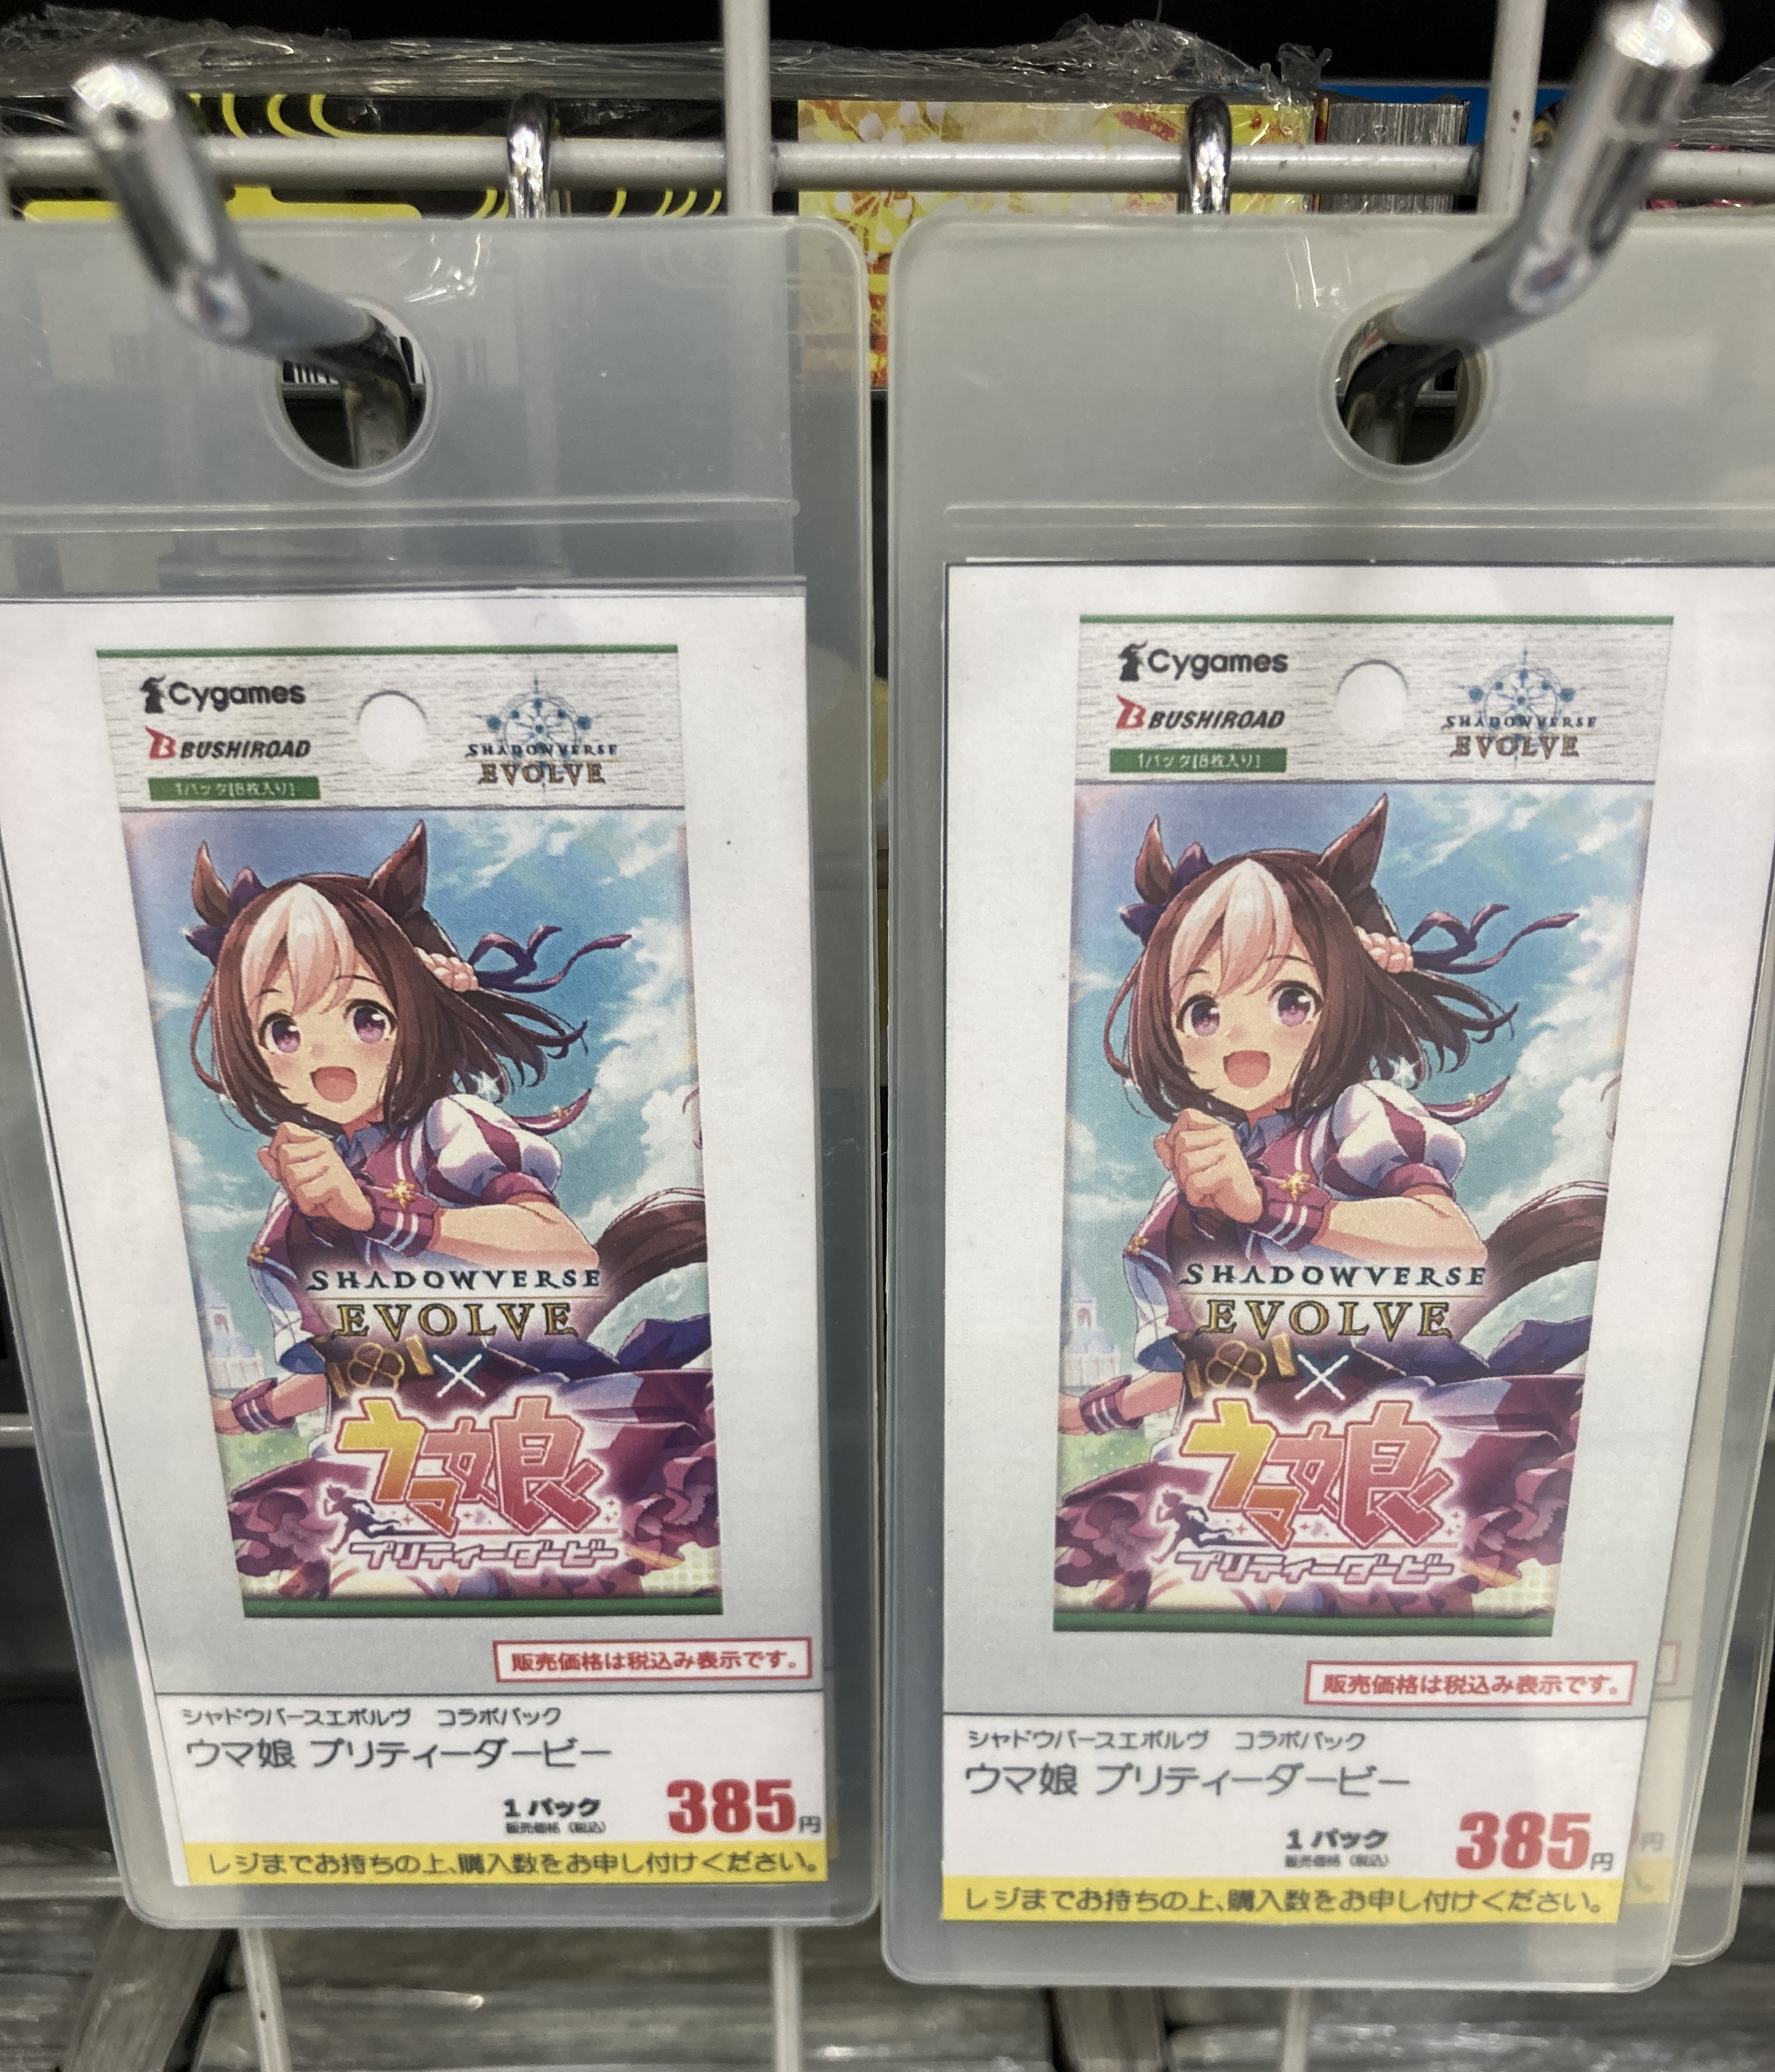 Cygames
BUSHIROAD
SHADOWVERSE
EVOLVE
1パック[8枚入り]
SHADOWVERSE
EVOLVE
×
ウマ娘
プリティーダービー
販売価格は税込み表示です。
シャドウバースエボルヴ コラボパック
ウマ娘 プリティーダービー
1パック
販売価格(税込)
385円
レジまでお持ちの上、購入数をお申し付けください。
Cygames
BUSHIROAD
SHADOWVERSE
EVOLVE
1パック[8枚入り]
SHADOWVERSE
EVOLVE
×
ウマ娘
プリティーダービー
販売価格は税込み表示です。
シャドウバースエボルヴ コラボパック
ウマ娘 プリティーダービー
1パック
販売価格(税込)
385円
レジまでお持ちの上、購入数をお申し付けください。
円